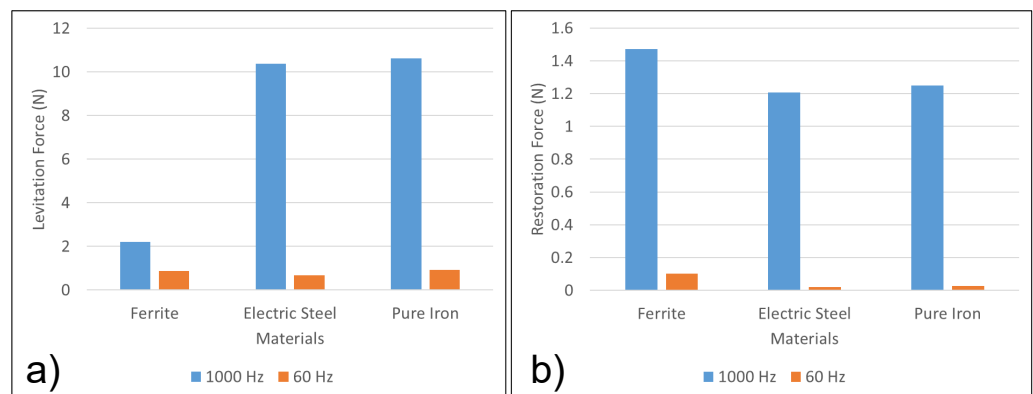 12
10
8
6
4
2
0
Levitation Force (N)
Ferrite Electric Steel Pure Iron
Materials
1000 Hz 60 Hz
a)
1.6
1.4
1.2
1
0.8
0.6
0.4
0.2
0
Restoration Force (N)
Ferrite Electric Steel Pure Iron
Materials
1000 Hz 60 Hz
b)